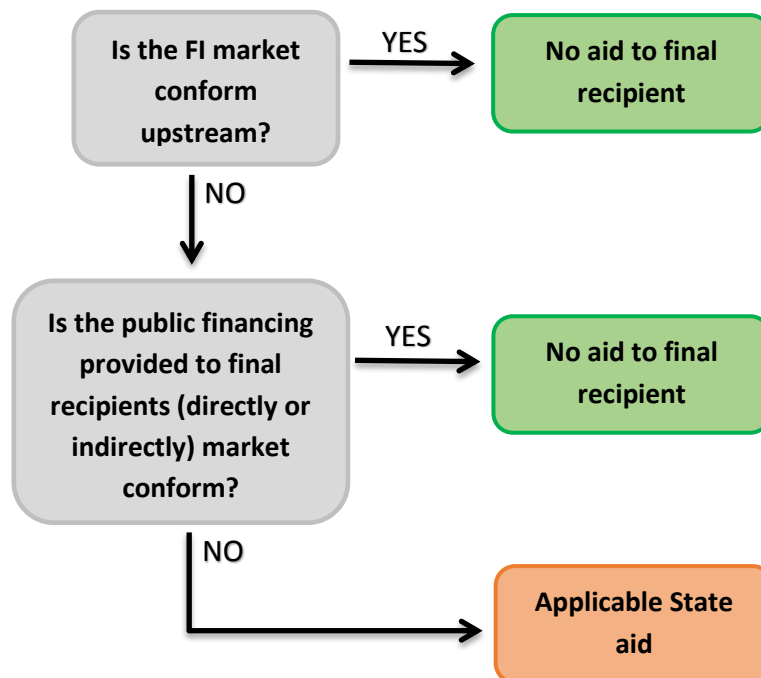 Is the FI market
conform
upstream?
YES
No aid to final
recipient
NO
Is the public financing
provided to final
recipients (directly or
indirectly) market
conform?
YES
No aid to final
recipient
NO
Applicable State
aid